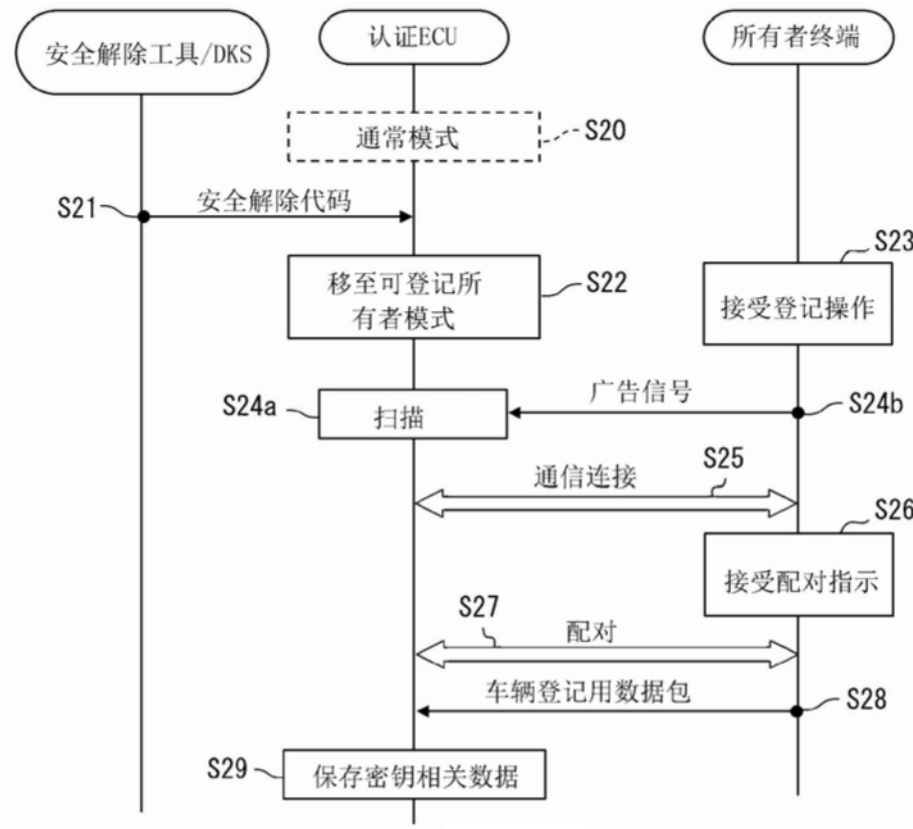 安全解除工具/DKS
认证ECU
所有者终端
通常模式
S20
S21
安全解除代码
S23
移至可登记所
有者模式
S22
接受登记操作
S24a
扫描
广告信号
S24b
通信连接
S25
S26
接受配对指示
S27
配对
车辆登记用数据包
S28
S29
保存密钥相关数据